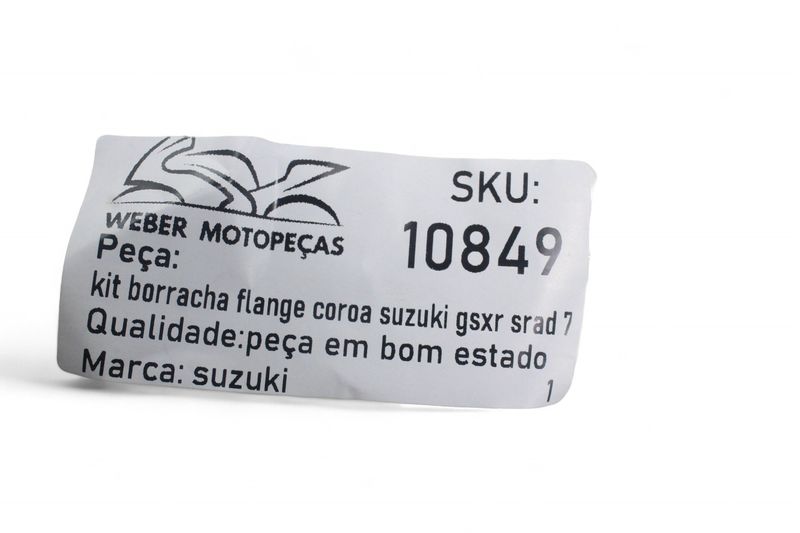 WEBER MOTOPEÇAS
SKU:
10849
Peça:
kit borracha flange coroa suzuki gsxr srad 7
Qualidade:peça em bom estado
Marca: suzuki
1